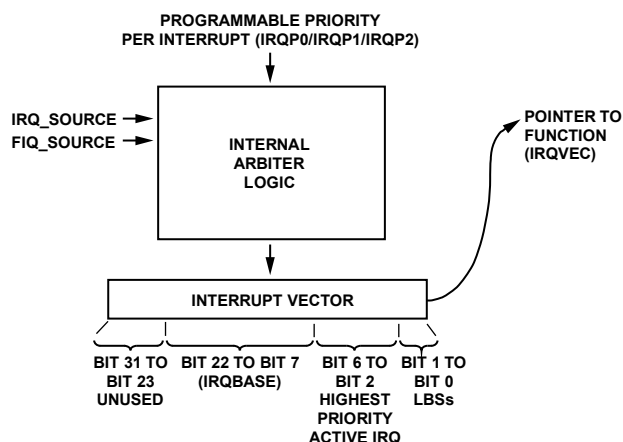 PROGRAMMABLE PRIORITY
PER INTERRUPT (IRQP0/IRQP1/IRQP2)
IRQ_SOURCE
FIQ_SOURCE
INTERNAL
ARBITER
LOGIC
POINTER TO
FUNCTION
(IRQVEC)
INTERRUPT VECTOR
BIT 31 TO
BIT 23
UNUSED
BIT 22 TO BIT 7
(IRQBASE)
BIT 6 TO
BIT 2
HIGHEST
PRIORITY
ACTIVE IRQ
BIT 1 TO
BIT 0
LBSs